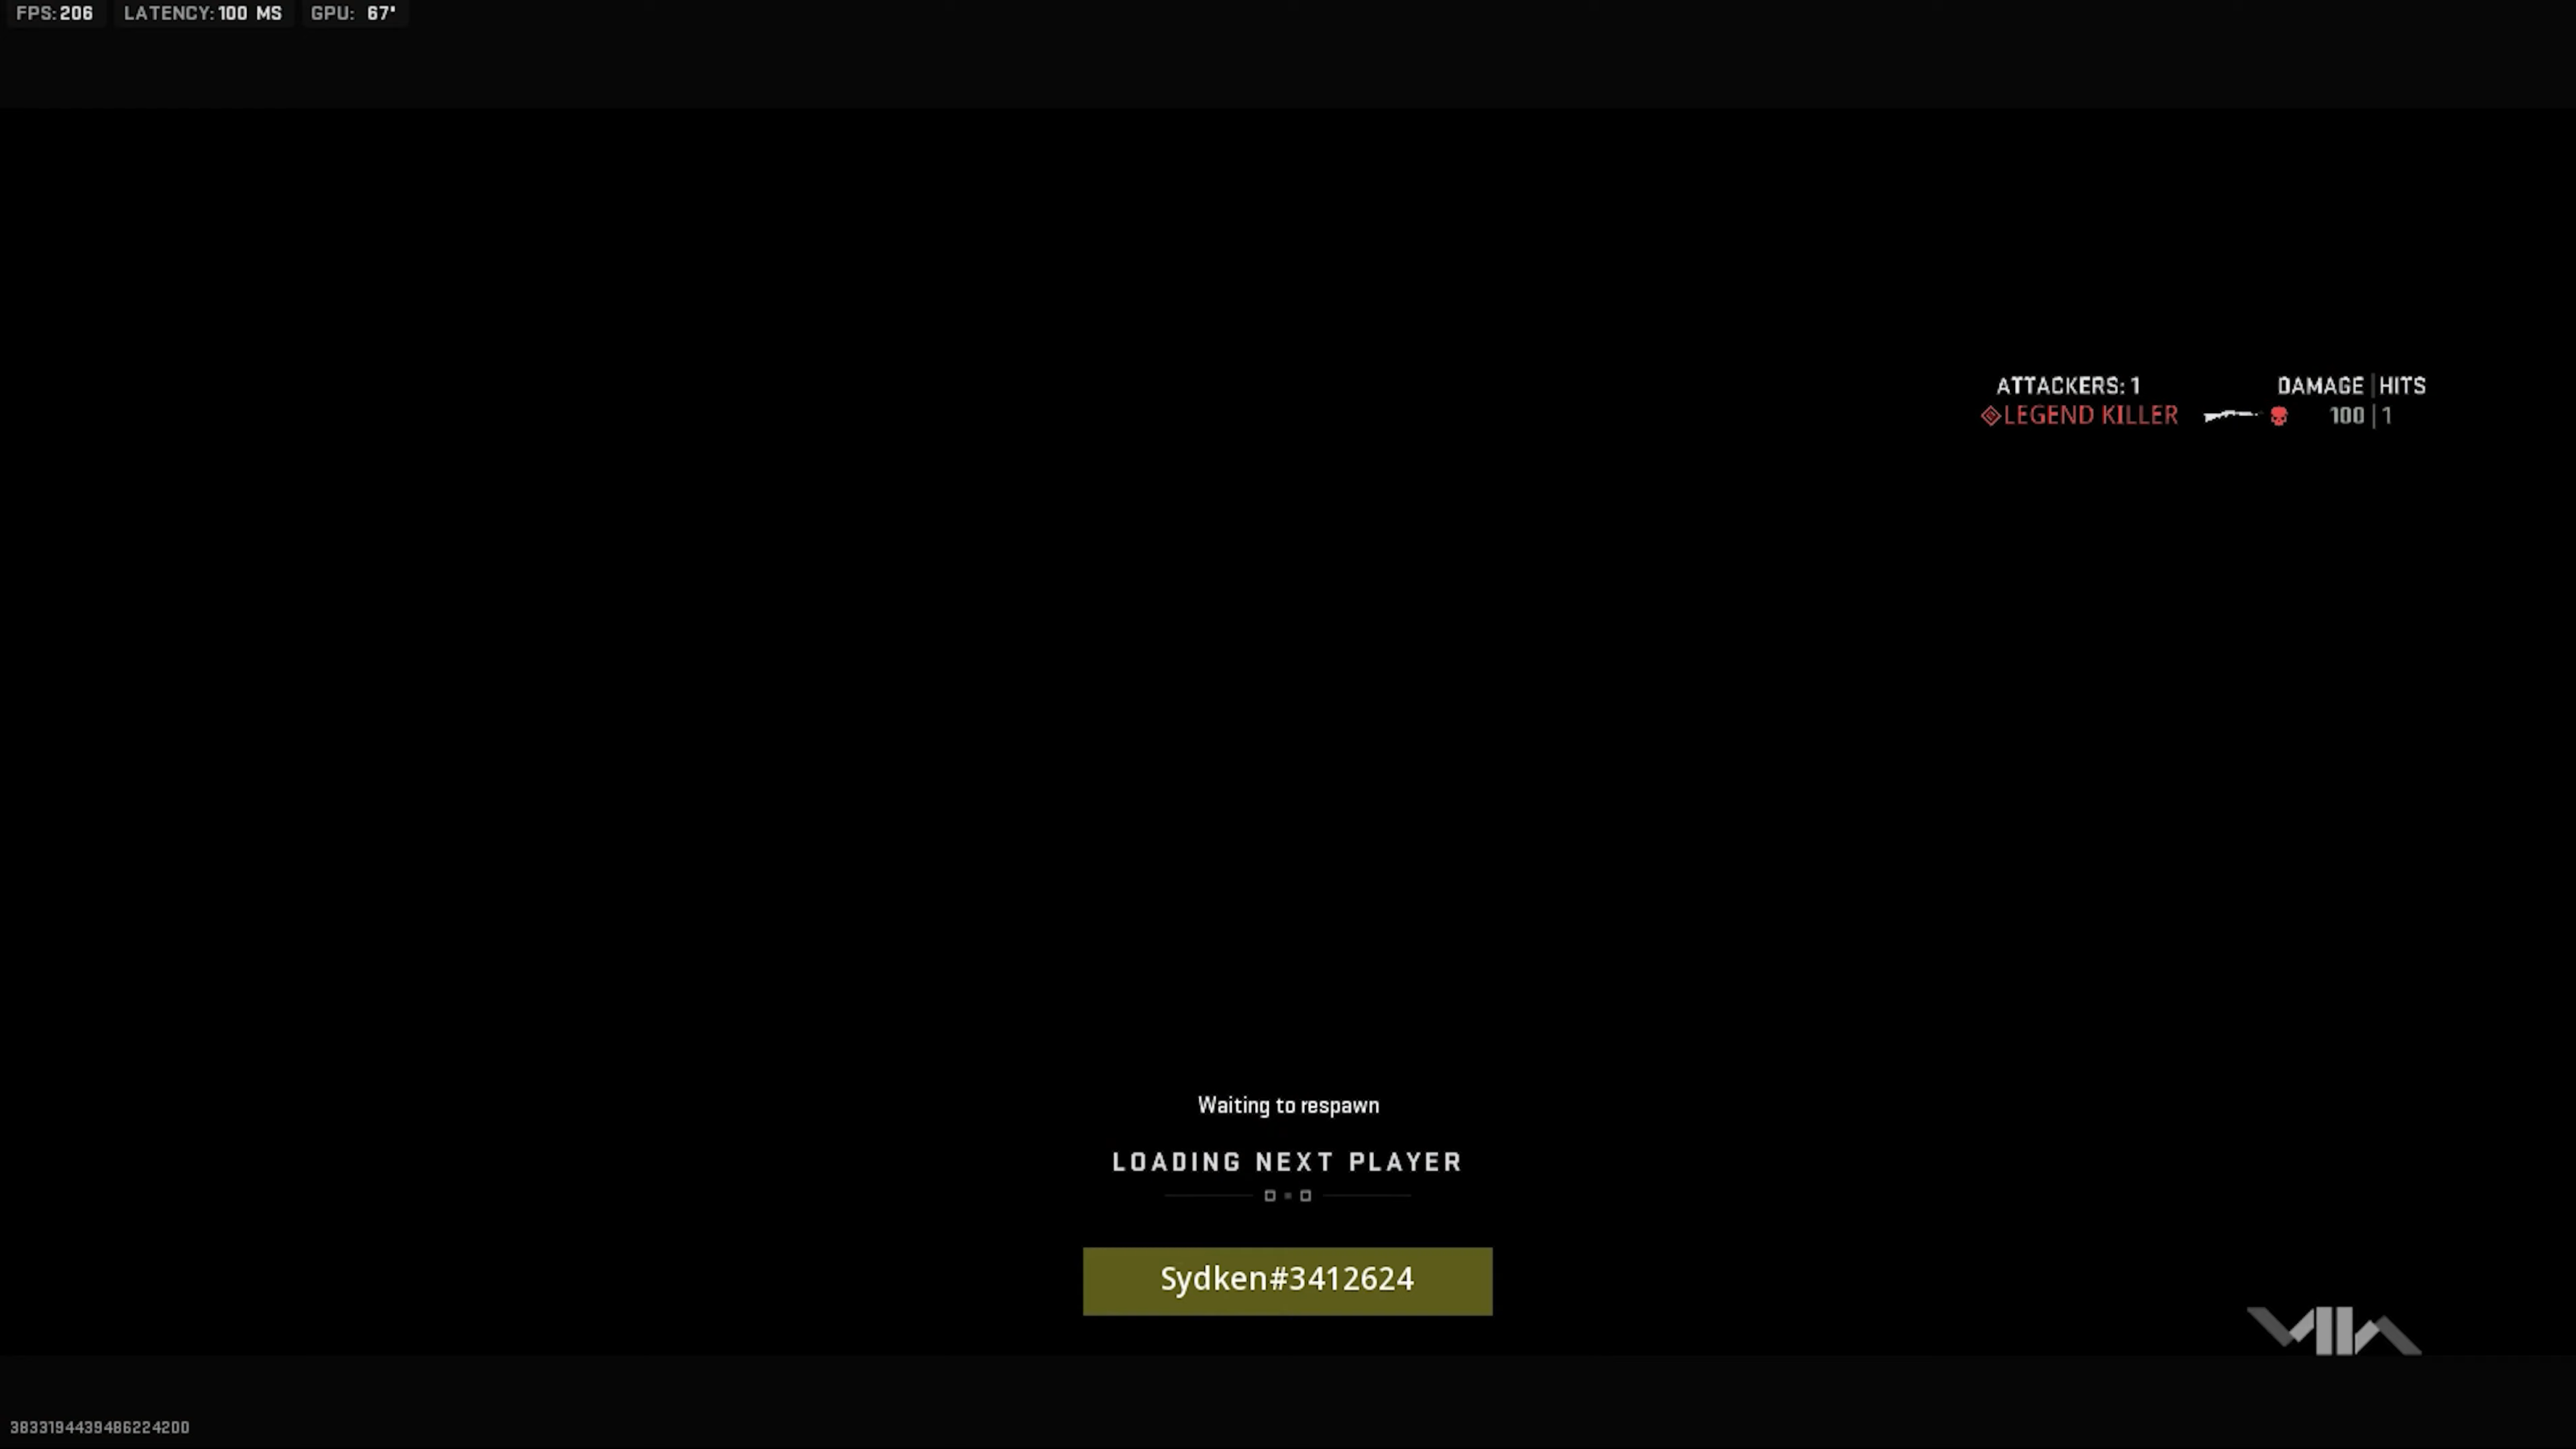 FPS: 206 LATENCY: 100 MS GPU: 67°
ATTACKERS: 1 DAMAGE | HITS
LEGEND KILLER 100 | 1
Waiting to respawn
LOADING NEXT PLAYER
Sydken#3412624
3833194439486224200